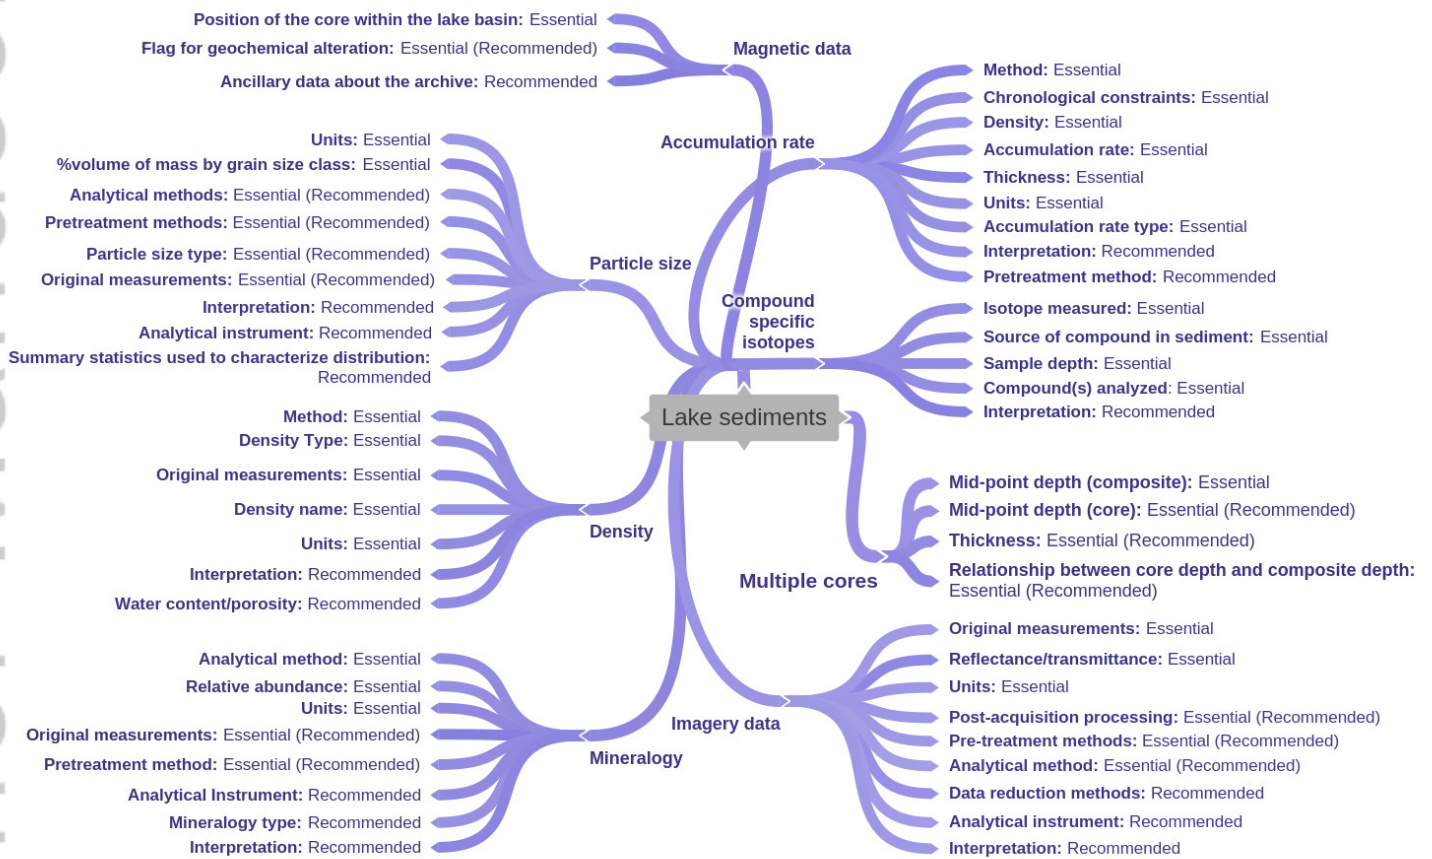 Position of the core within the lake basin: Essential
Flag for geochemical alteration: Essential (Recommended)
Ancillary data about the archive: Recommended
Magnetic data
Units: Essential
%volume of mass by grain size class: Essential
Analytical methods: Essential (Recommended)
Pretreatment methods: Essential (Recommended)
Particle size type: Essential (Recommended)
Original measurements: Essential (Recommended)
Interpretation: Recommended
Analytical instrument: Recommended
Summary statistics used to characterize distribution:
Recommended
Particle size
Method: Essential
Density Type: Essential
Original measurements: Essential
Density name: Essential
Units: Essential
Interpretation: Recommended
Water content/porosity: Recommended
Density
Analytical method: Essential
Relative abundance: Essential
Units: Essential
Original measurements: Essential (Recommended)
Pretreatment method: Essential (Recommended)
Analytical Instrument: Recommended
Mineralogy type: Recommended
Interpretation: Recommended
Mineralogy
Lake sediments
Accumulation rate
Method: Essential
Chronological constraints: Essential
Density: Essential
Accumulation rate: Essential
Thickness: Essential
Units: Essential
Accumulation rate type: Essential
Interpretation: Recommended
Pretreatment method: Recommended
Compound
specific
isotopes
Isotope measured: Essential
Source of compound in sediment: Essential
Sample depth: Essential
Compound(s) analyzed: Essential
Interpretation: Recommended
Multiple cores
Mid-point depth (composite): Essential
Mid-point depth (core): Essential (Recommended)
Thickness: Essential (Recommended)
Relationship between core depth and composite depth:
Essential (Recommended)
Imagery data
Original measurements: Essential
Reflectance/transmittance: Essential
Units: Essential
Post-acquisition processing: Essential (Recommended)
Pre-treatment methods: Essential (Recommended)
Analytical method: Essential (Recommended)
Data reduction methods: Recommended
Analytical instrument: Recommended
Interpretation: Recommended